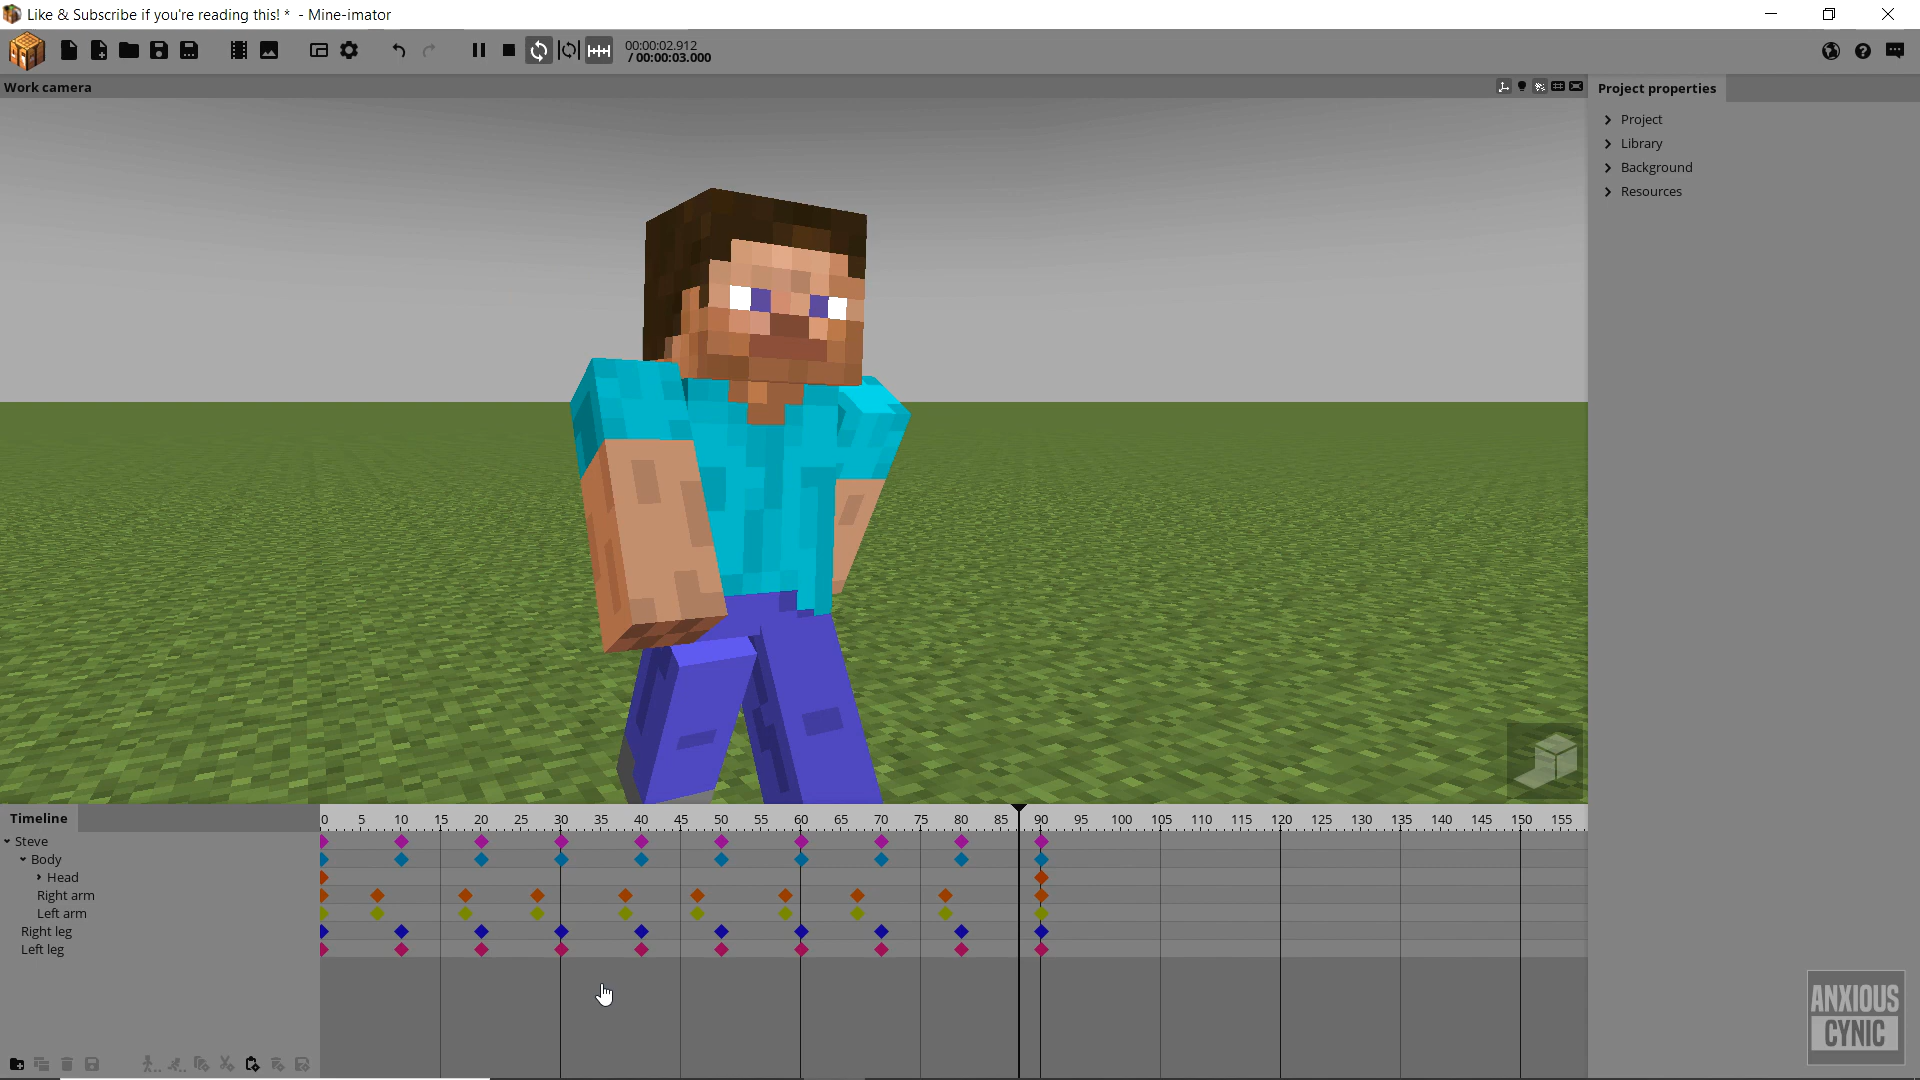 Like & Subscribe if you're reading this! * - Mine-imator
00:00:02.912
/ 00:00:03.000
Work camera
Project properties
Project
Library
Background
Resources
Timeline
0 5 10 15 20 25 30 35 40 45 50 55 60 65 70 75 80 85 90 95 100 105 110 115 120 125 130 135 140 145 150 155
Steve
Body
Head
Right arm
Left arm
Right leg
Left leg
ANXIOUS
CYNIC